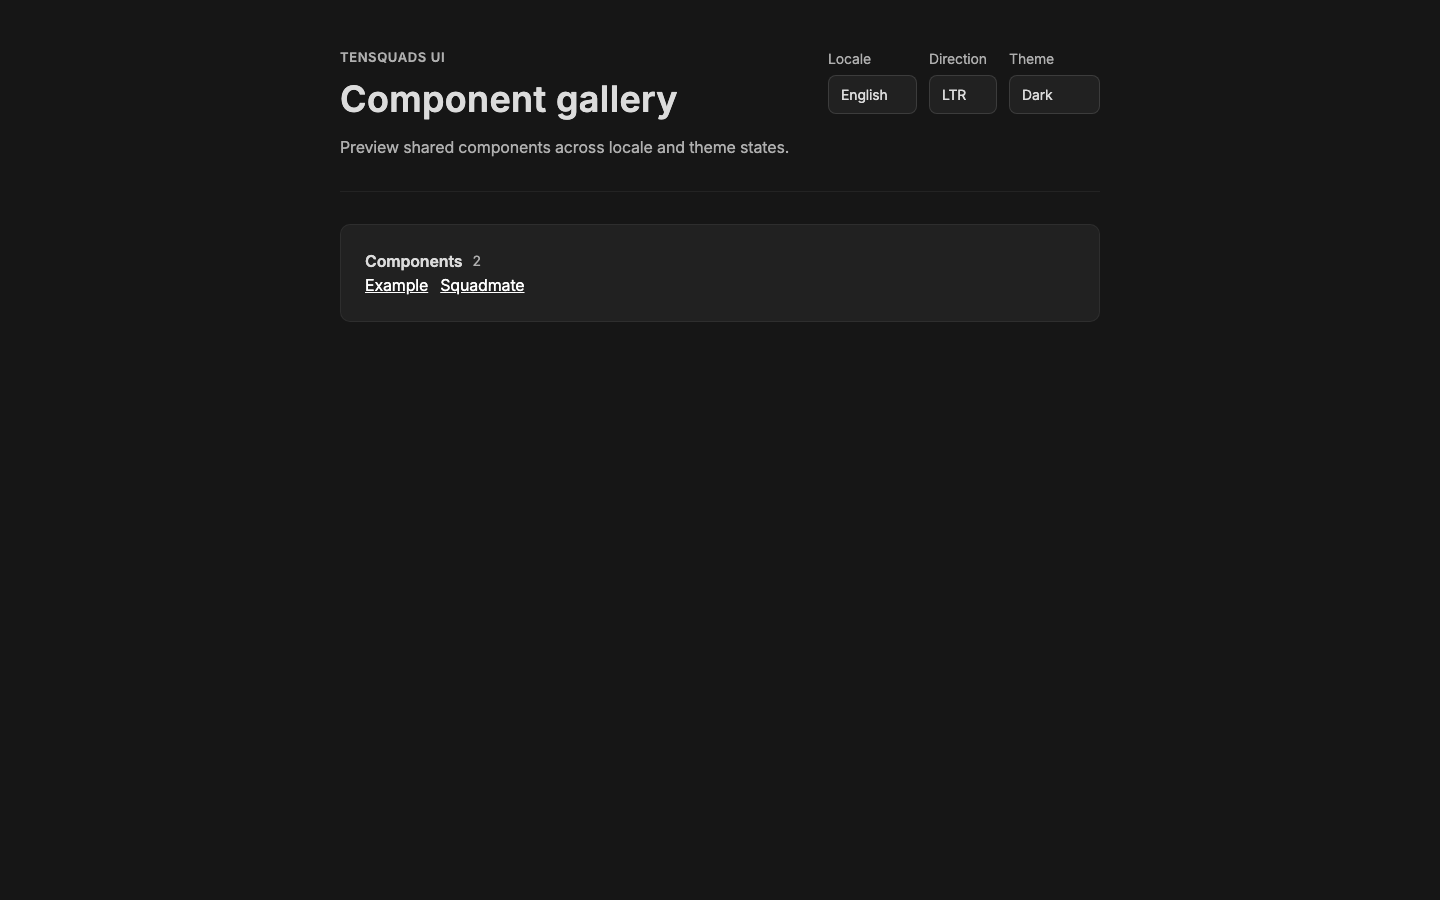 TENSQUADS UI
Component gallery
Preview shared components across locale and theme states.
Locale
English
Direction
LTR
Theme
Dark
Components 2
Example Squadmate